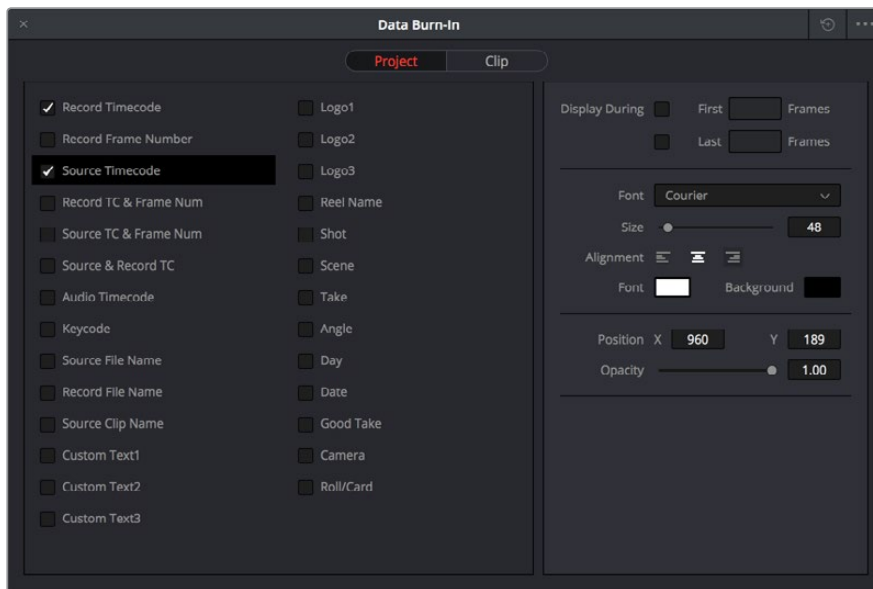 Data Burn-In
Project Clip
Record Timecode
Record Frame Number
Source Timecode
Record TC & Frame Num
Source TC & Frame Num
Source & Record TC
Audio Timecode
Keycode
Source File Name
Record File Name
Source Clip Name
Custom Text1
Custom Text2
Custom Text3
Logo1
Logo2
Logo3
Reel Name
Shot
Scene
Take
Angle
Day
Date
Good Take
Camera
Roll/Card
Display During First Frames
Last Frames
Font Courier
Size 48
Alignment
Font Background
Position X 960 Y 189
Opacity 1.00